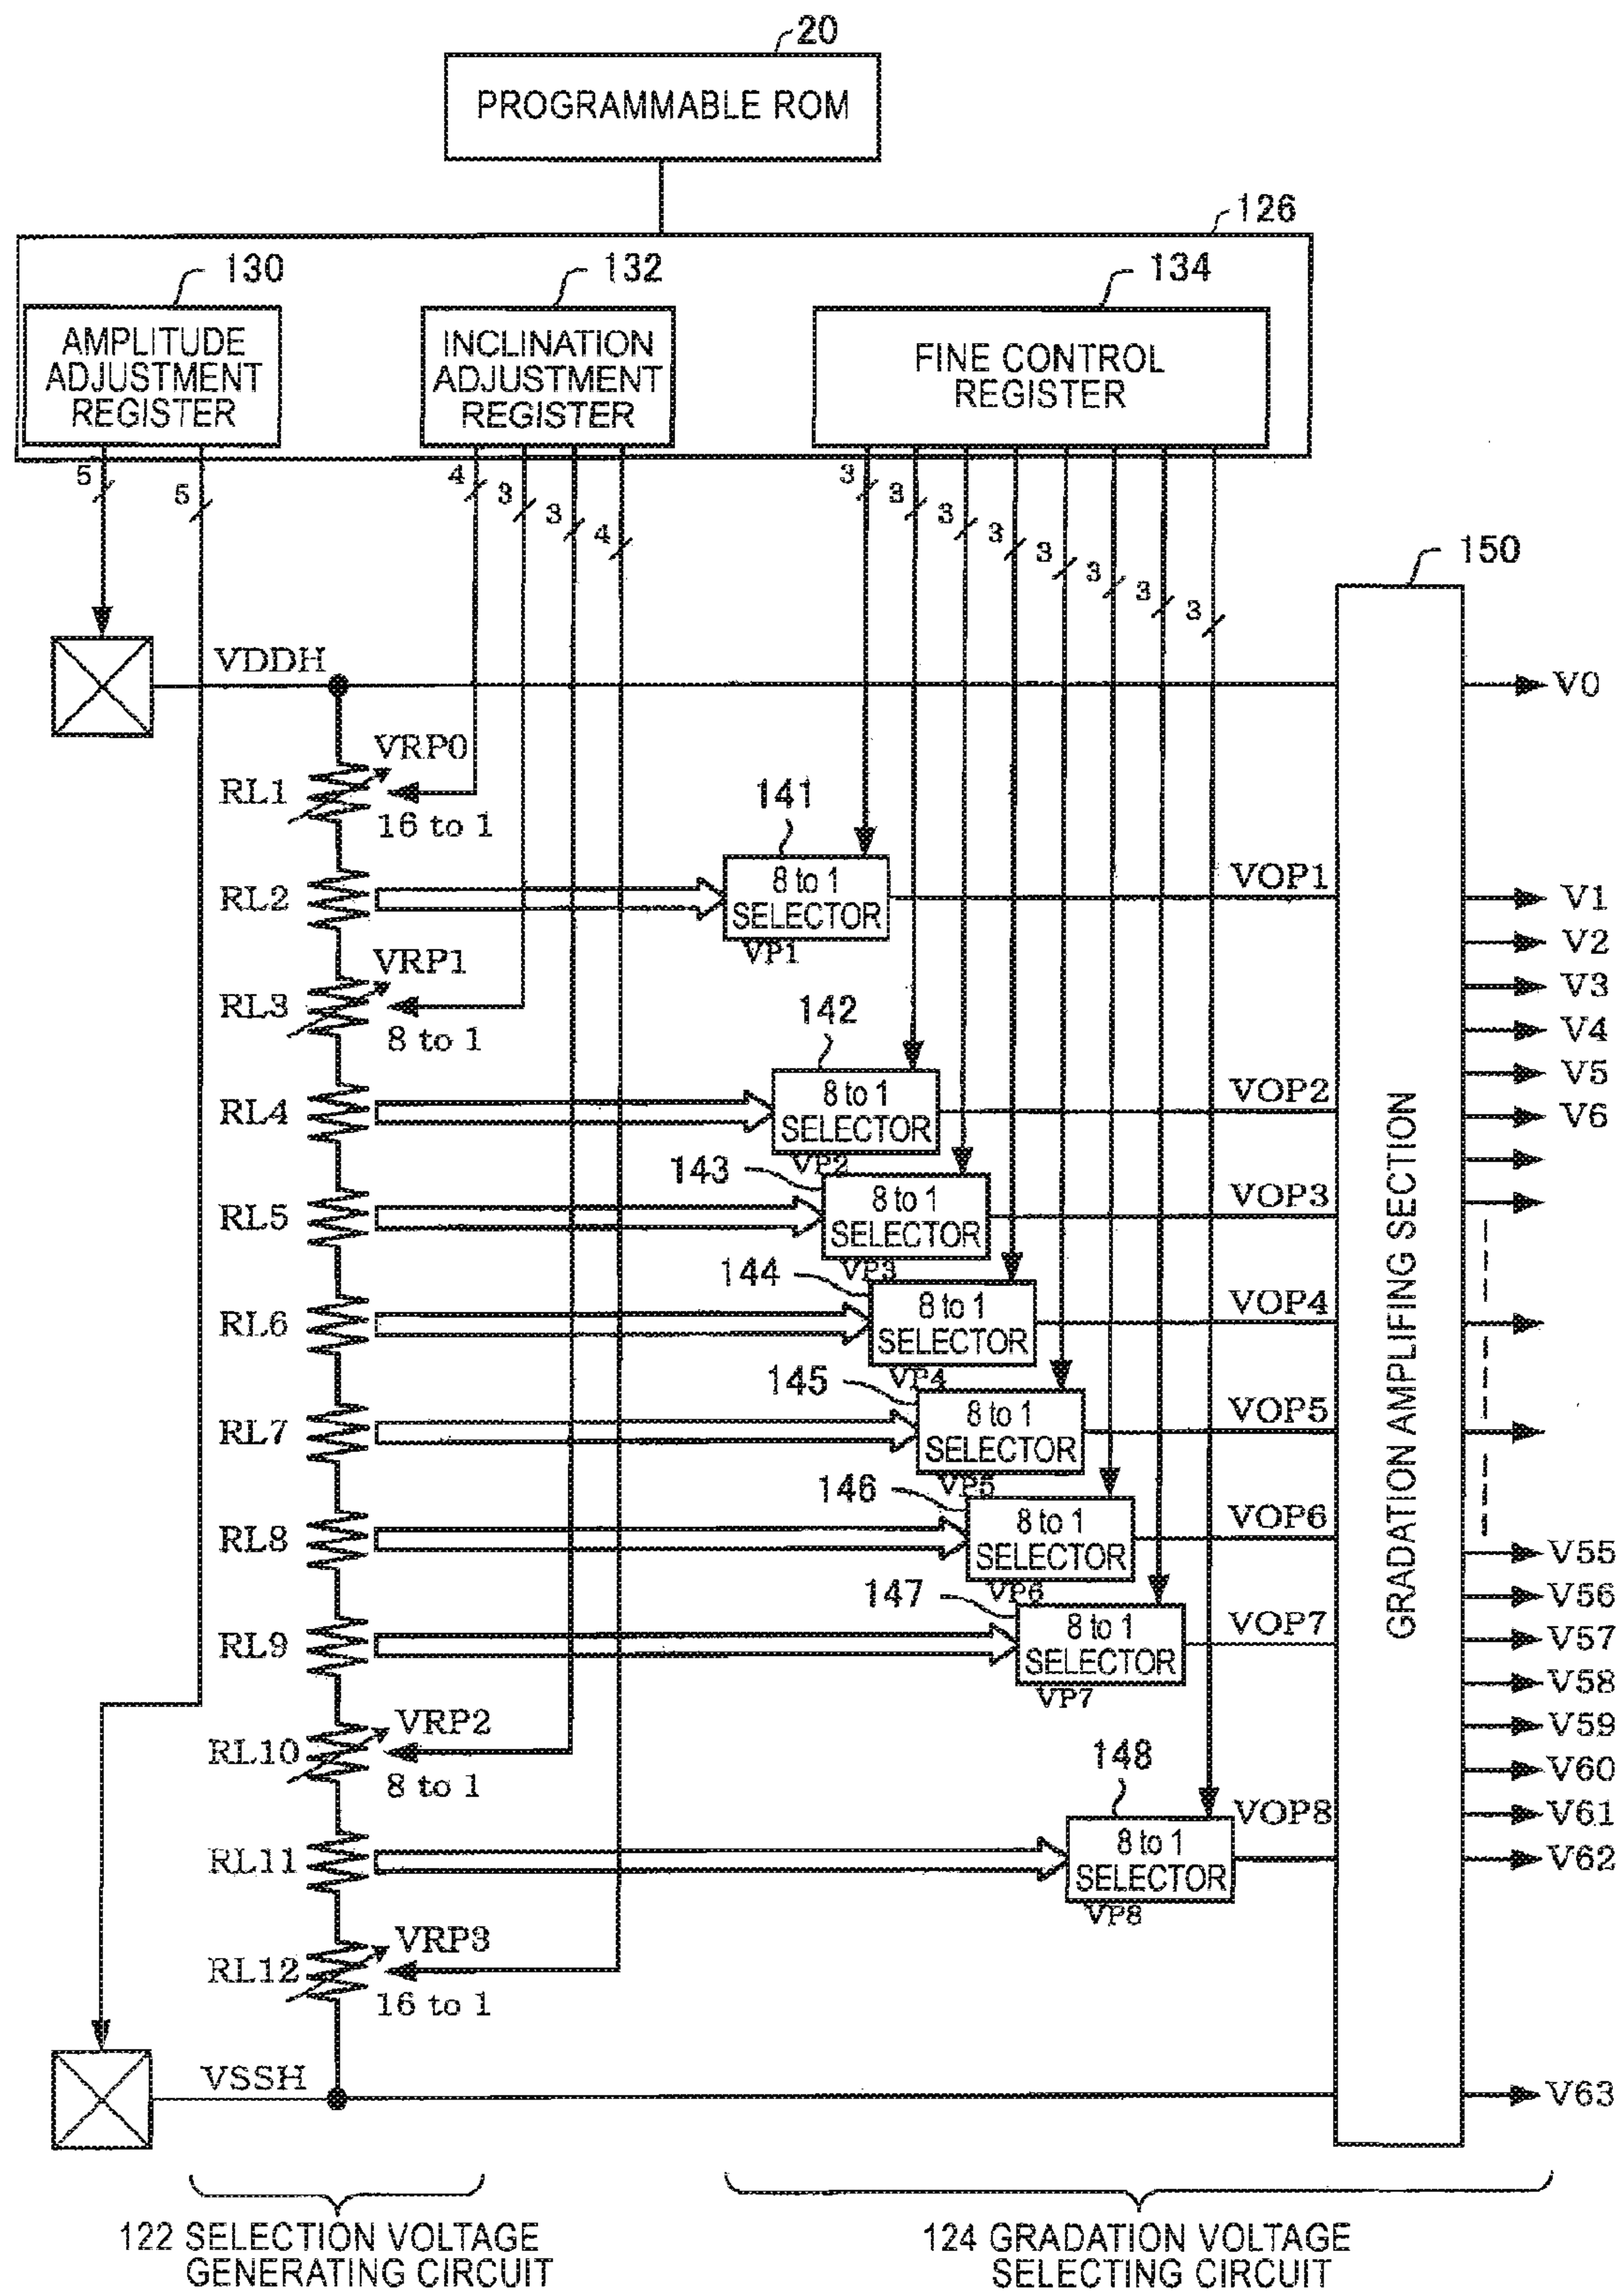 20
PROGRAMMABLE ROM
126
130
132
134
AMPLITUDE
ADJUSTMENT
REGISTER
INCLINATION
ADJUSTMENT
REGISTER
FINE CONTROL
REGISTER
5
5
4
3
3
4
3
3
3
3
3
3
3
3
150
VDDH
V0
VRP0
RL1
16 to 1
141
8 to 1
SELECTOR
VP1
RL2
VOP1
V1
V2
VRP1
RL3
8 to 1
V3
V4
142
8 to 1
SELECTOR
VP2
RL4
VOP2
V5
V6
143
8 to 1
SELECTOR
VP3
RL5
VOP3
144
8 to 1
SELECTOR
VP4
RL6
VOP4
145
8 to 1
SELECTOR
VP5
RL7
VOP5
146
8 to 1
SELECTOR
VP6
RL8
VOP6
147
8 to 1
SELECTOR
VP7
RL9
VOP7
GRADATION AMPLIFING SECTION
V55
V56
V57
V58
V59
V60
V61
V62
VRP2
RL10
8 to 1
148
8 to 1
SELECTOR
VP8
RL11
VOP8
VRP3
RL12
16 to 1
VSSH
V63
122 SELECTION VOLTAGE
GENERATING CIRCUIT
124 GRADATION VOLTAGE
SELECTING CIRCUIT